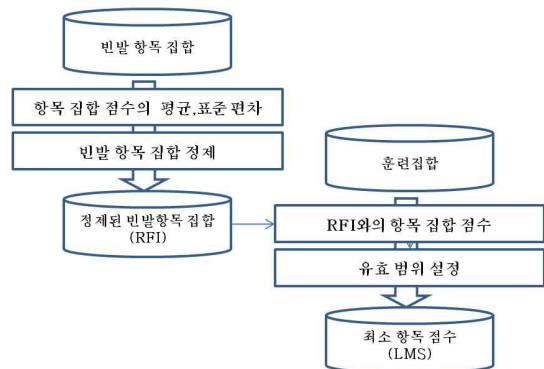 빈발 항목 집합
항목 집합 점수의 평균,표준 편차
빈발 항목 집합 정제
정제된 빈발항목 집합
(RFI)
훈련집합
RFI와의 항목 집합 점수
유효 범위 설정
최소 항목 점수
(LMS)